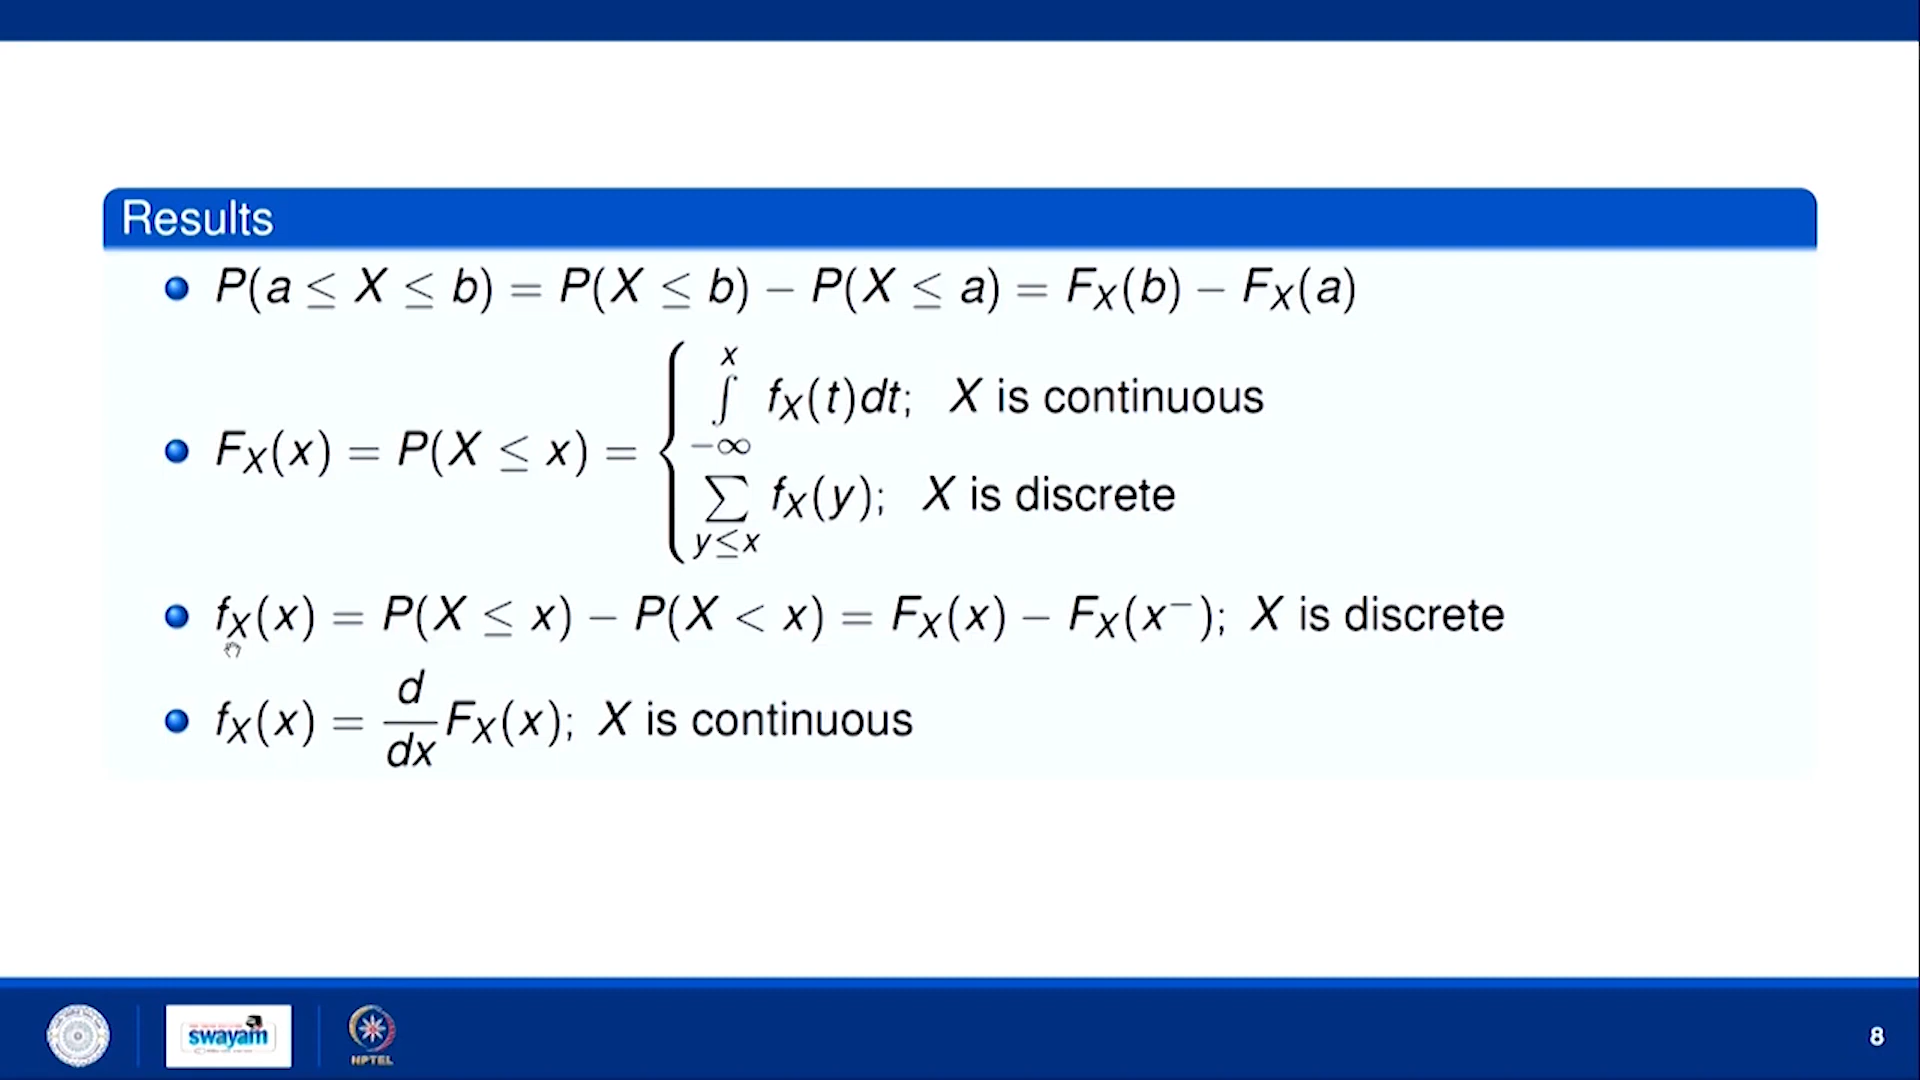 Results
P(a ≤ X ≤ b) = P(X ≤ b) − P(X ≤ a) = F_X(b) − F_X(a)
F_X(x) = P(X ≤ x) = { ∫_{−∞}^{x} f_X(t)dt; X is continuous
∑_{y≤x} f_X(y); X is discrete
f_X(x) = P(X ≤ x) − P(X < x) = F_X(x) − F_X(x⁻); X is discrete
f_X(x) = d/dx F_X(x); X is continuous
swayam
NPTEL
8